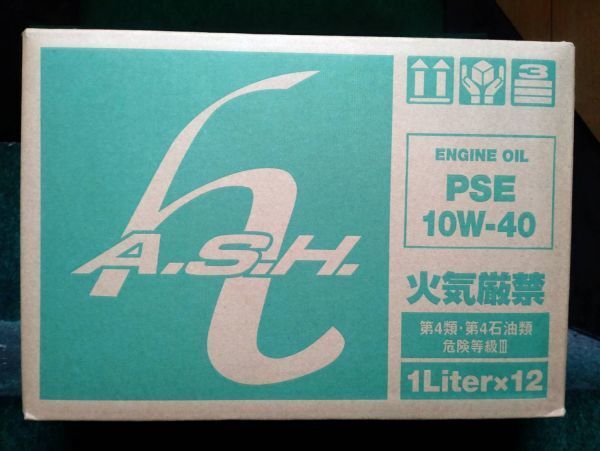 h
A.S.H.
3
ENGINE OIL
PSE
10W-40
火気厳禁
第4類・第4石油類
危険等級Ⅲ
1Liter×12